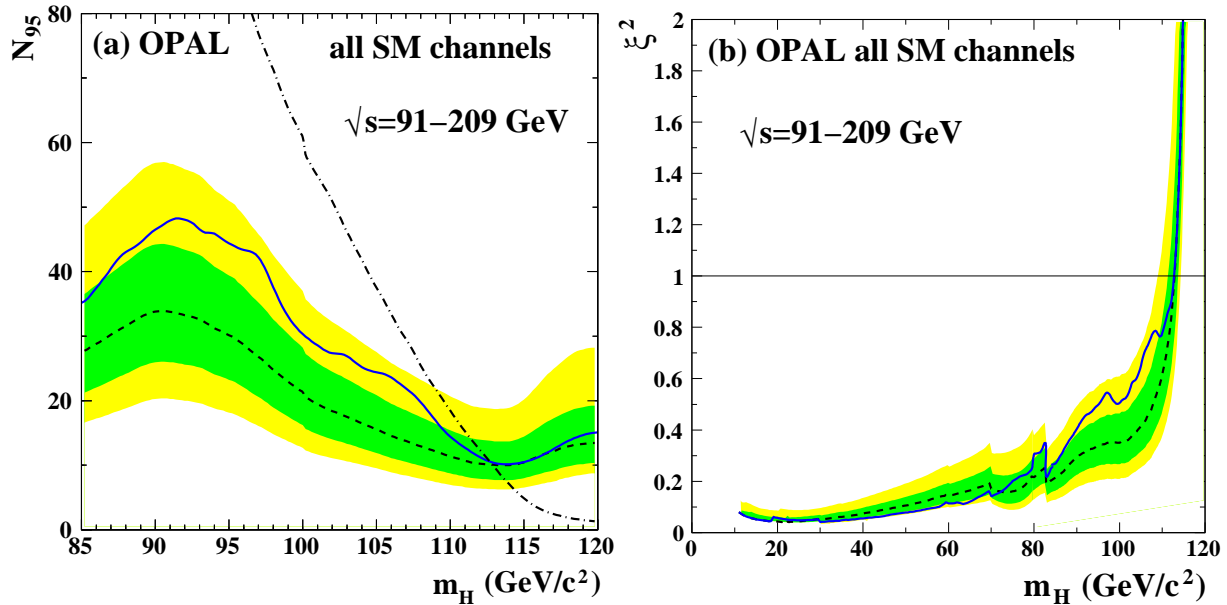 (a) OPAL all SM channels
√s=91–209 GeV
N95
80
60
40
20
0
85 90 95 100 105 110 115 120
m_H (GeV/c²)
(b) OPAL all SM channels
√s=91–209 GeV
ξ²
2
1.8
1.6
1.4
1.2
1
0.8
0.6
0.4
0.2
0
0 20 40 60 80 100 120
m_H (GeV/c²)